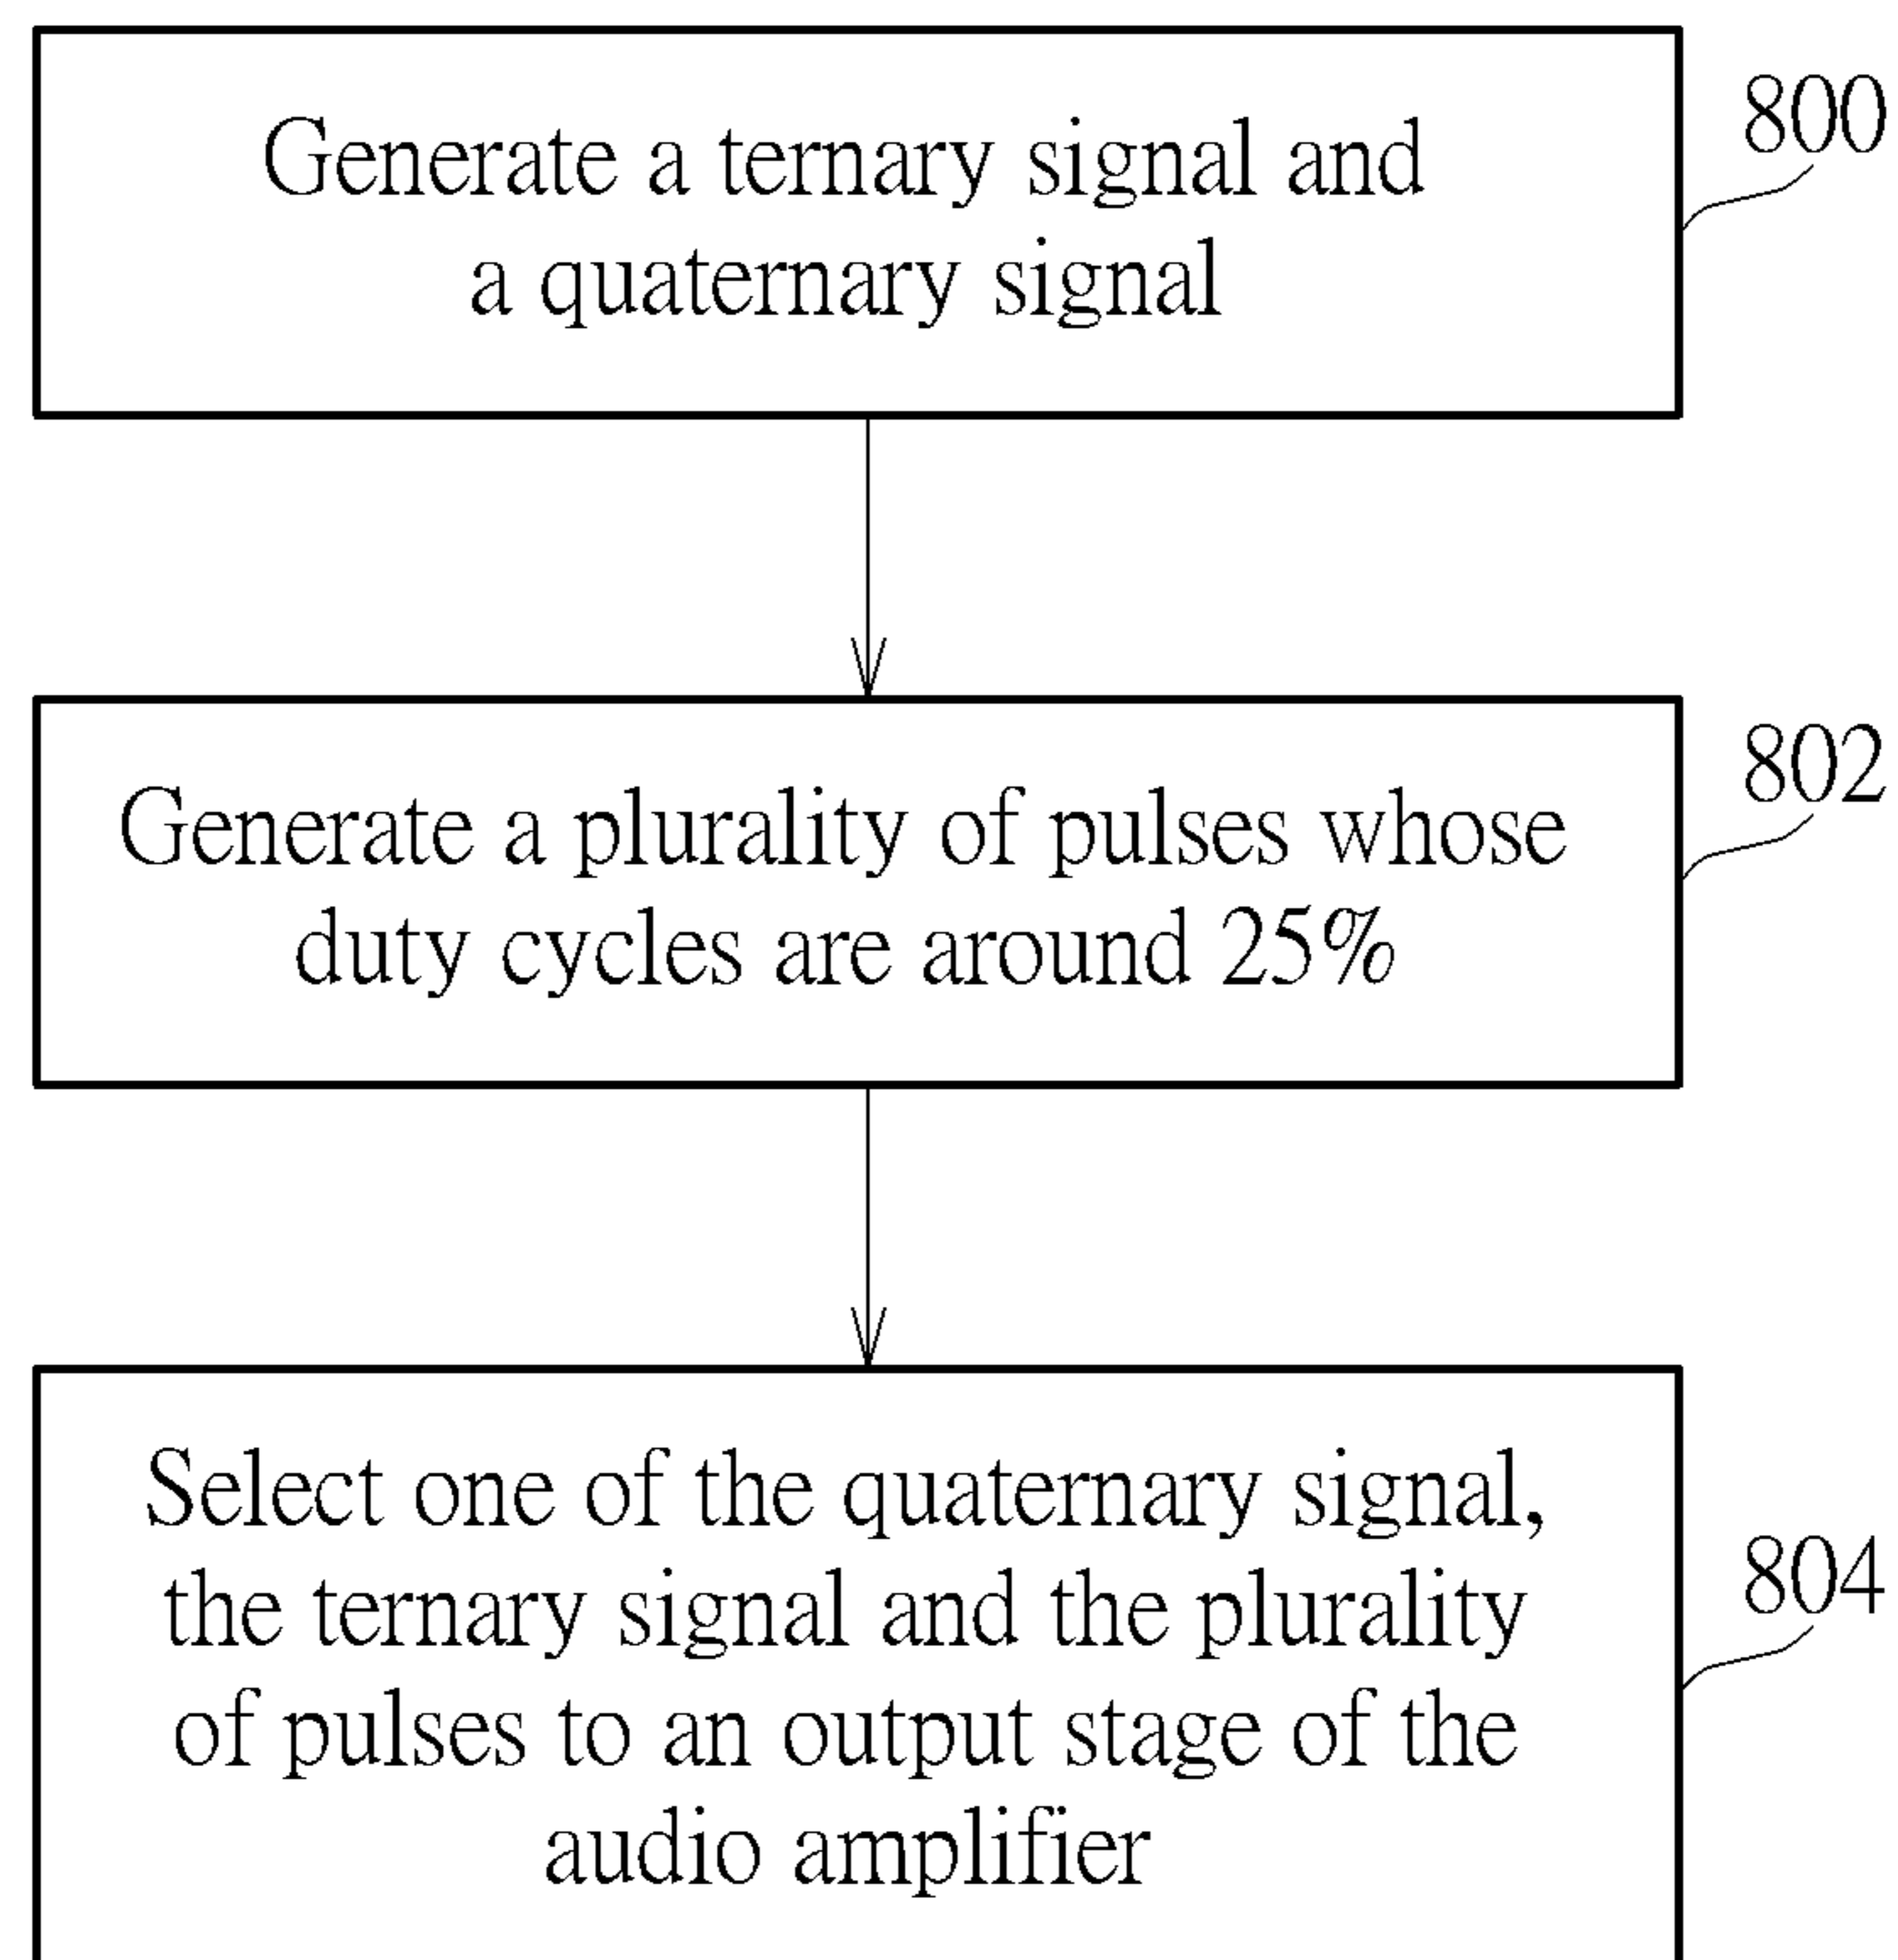 Generate a ternary signal and
a quaternary signal
800
Generate a plurality of pulses whose
duty cycles are around 25%
802
Select one of the quaternary signal,
the ternary signal and the plurality
of pulses to an output stage of the
audio amplifier
804